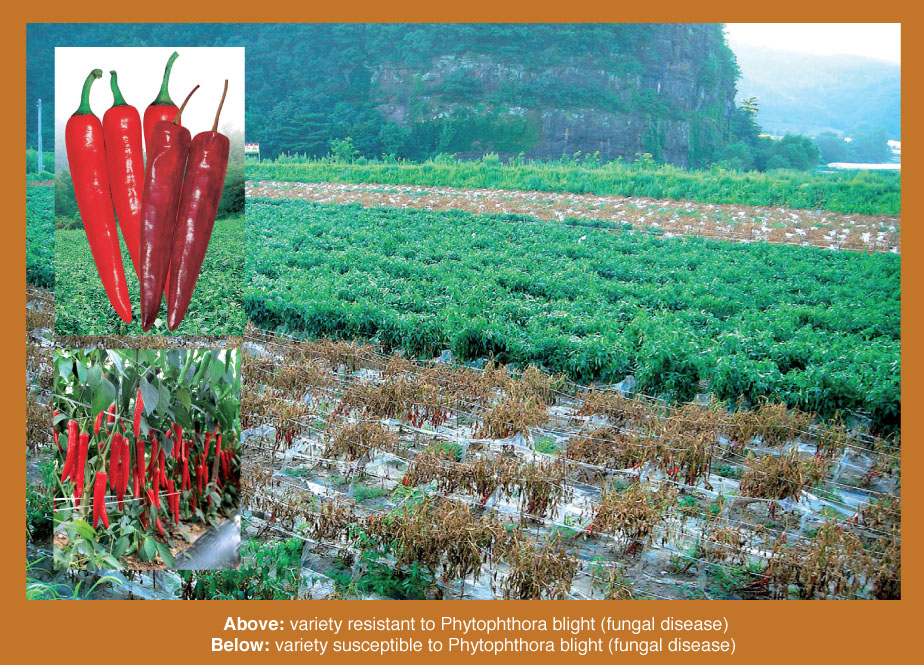 Above: variety resistant to Phytophthora blight (fungal disease)
Below: variety susceptible to Phytophthora blight (fungal disease)